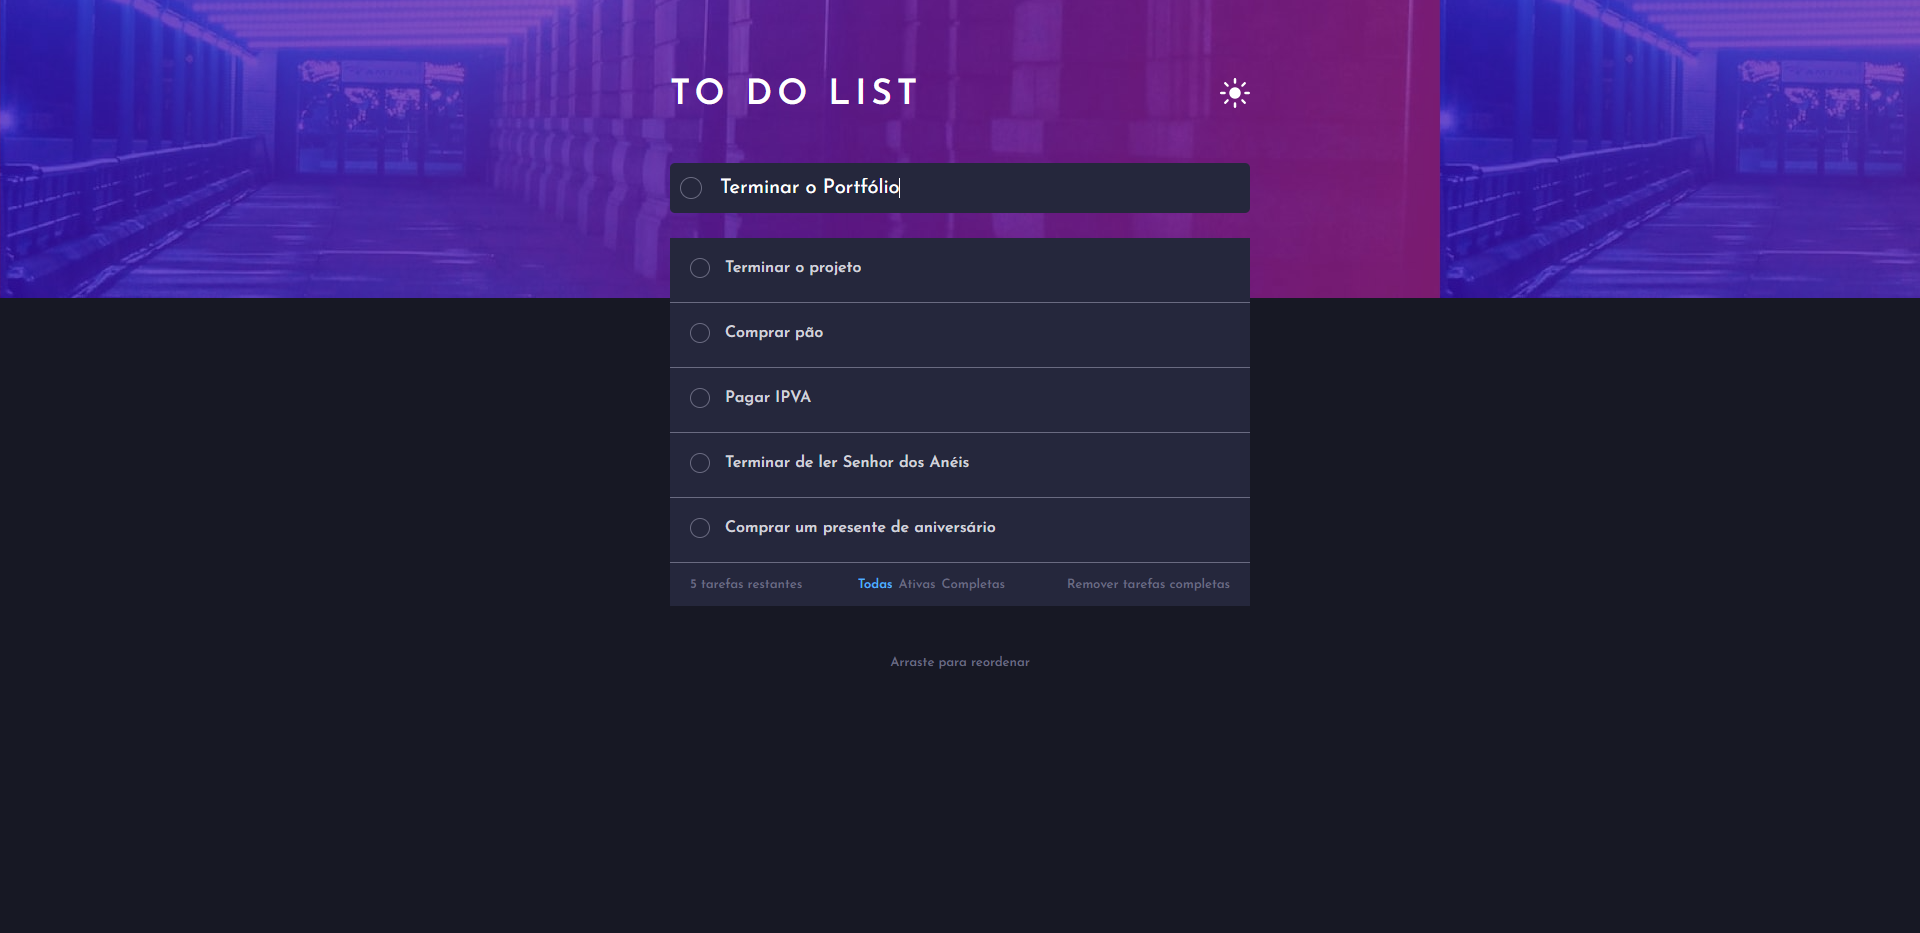 TO DO LIST
Terminar o Portfólio
Terminar o projeto
Comprar pão
Pagar IPVA
Terminar de ler Senhor dos Anéis
Comprar um presente de aniversário
5 tarefas restantes Todas Ativas Completas Remover tarefas completas
Arraste para reordenar